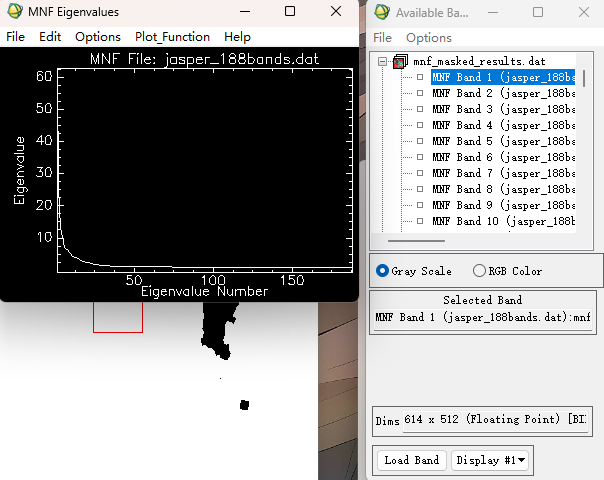 MNF Eigenvalues
File Edit Options Plot_Function Help
MNF File: jasper_188bands.dat
60
50
40
30
20
10
Eigenvalue
50 100 150
Eigenvalue Number
Available Ba...
File Options
mnf_masked_results.dat
MNF Band 1 (jasper_188ba
MNF Band 2 (jasper_188ba
MNF Band 3 (jasper_188ba
MNF Band 4 (jasper_188ba
MNF Band 5 (jasper_188ba
MNF Band 6 (jasper_188ba
MNF Band 7 (jasper_188ba
MNF Band 8 (jasper_188ba
MNF Band 9 (jasper_188ba
MNF Band 10 (jasper_188b
Gray Scale RGB Color
Selected Band
MNF Band 1 (jasper_188bands.dat):mnf
Dims 614 x 512 (Floating Point) [BI
Load Band Display #1